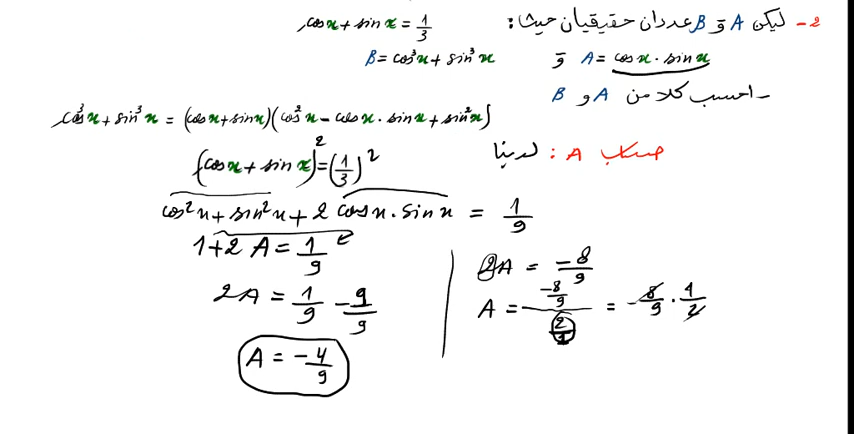 2- ليكن A و B عددان حقيقيان حيث: cos x + sin x = 1/3
A = cos x . sin x و B = cos³x + sin³x
- احسب كلا من A و B
cos³x + sin³x = (cos x + sin x)(cos²x - cos x . sin x + sin²x)
حساب A : لدينا
(cos x + sin x)² = (1/3)²
cos²x + sin²x + 2 cos x . sin x = 1/9
1 + 2A = 1/9
2A = 1/9 - 9/9
2A = -8/9
A = (-8/9)/(2/1) = -8/9 . 1/2
A = -4/9